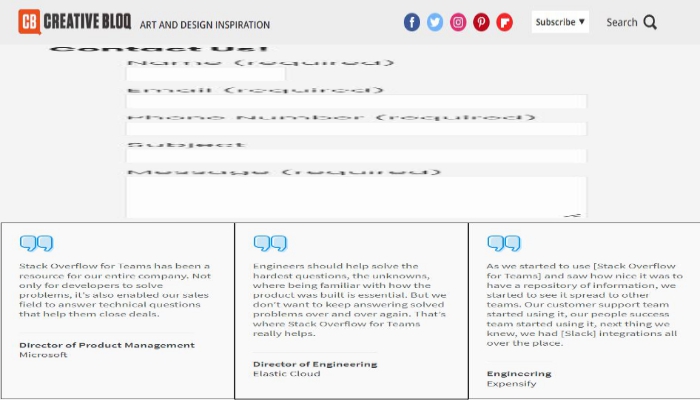 CB CREATIVE BLOQ ART AND DESIGN INSPIRATION Subscribe ▼ Search
Contact Us!
Name (required)
Email (required)
Phone Number (required)
Subject
Message (required)
Stack Overflow for Teams has been a
resource for our entire company. Not
only for developers to solve
problems, it's also enabled our sales
field to answer technical questions
that help them close deals.
Director of Product Management
Microsoft
Engineers should help solve the
hardest questions, the unknowns,
where being familiar with how the
product was built is essential. But we
don't want to keep answering solved
problems over and over again. That's
where Stack Overflow for Teams
really helps.
Director of Engineering
Elastic Cloud
As we started to use [Stack Overflow
for Teams] and saw how nice it was to
have a repository of information, we
started to see it spread to other
teams. Our customer support team
started using it, our people success
team started using it, next thing we
knew, we had [Slack] integrations all
over the place.
Engineering
Expensify